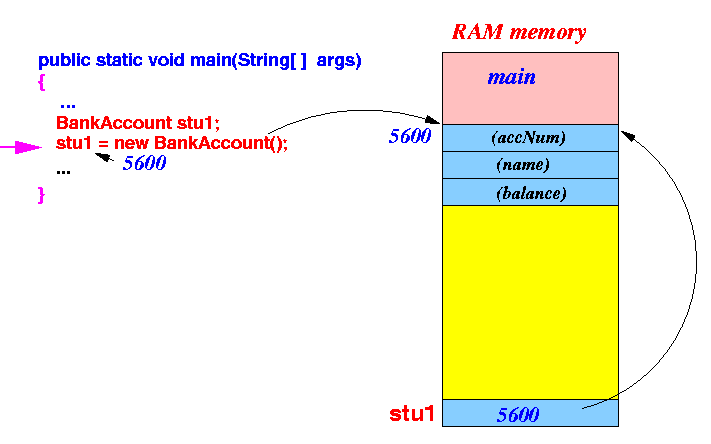 public static void main(String[ ] args)
{
...
BankAccount stu1;
stu1 = new BankAccount();
5600
...
}
RAM memory
main
5600
(accNum)
(name)
(balance)
stu1
5600